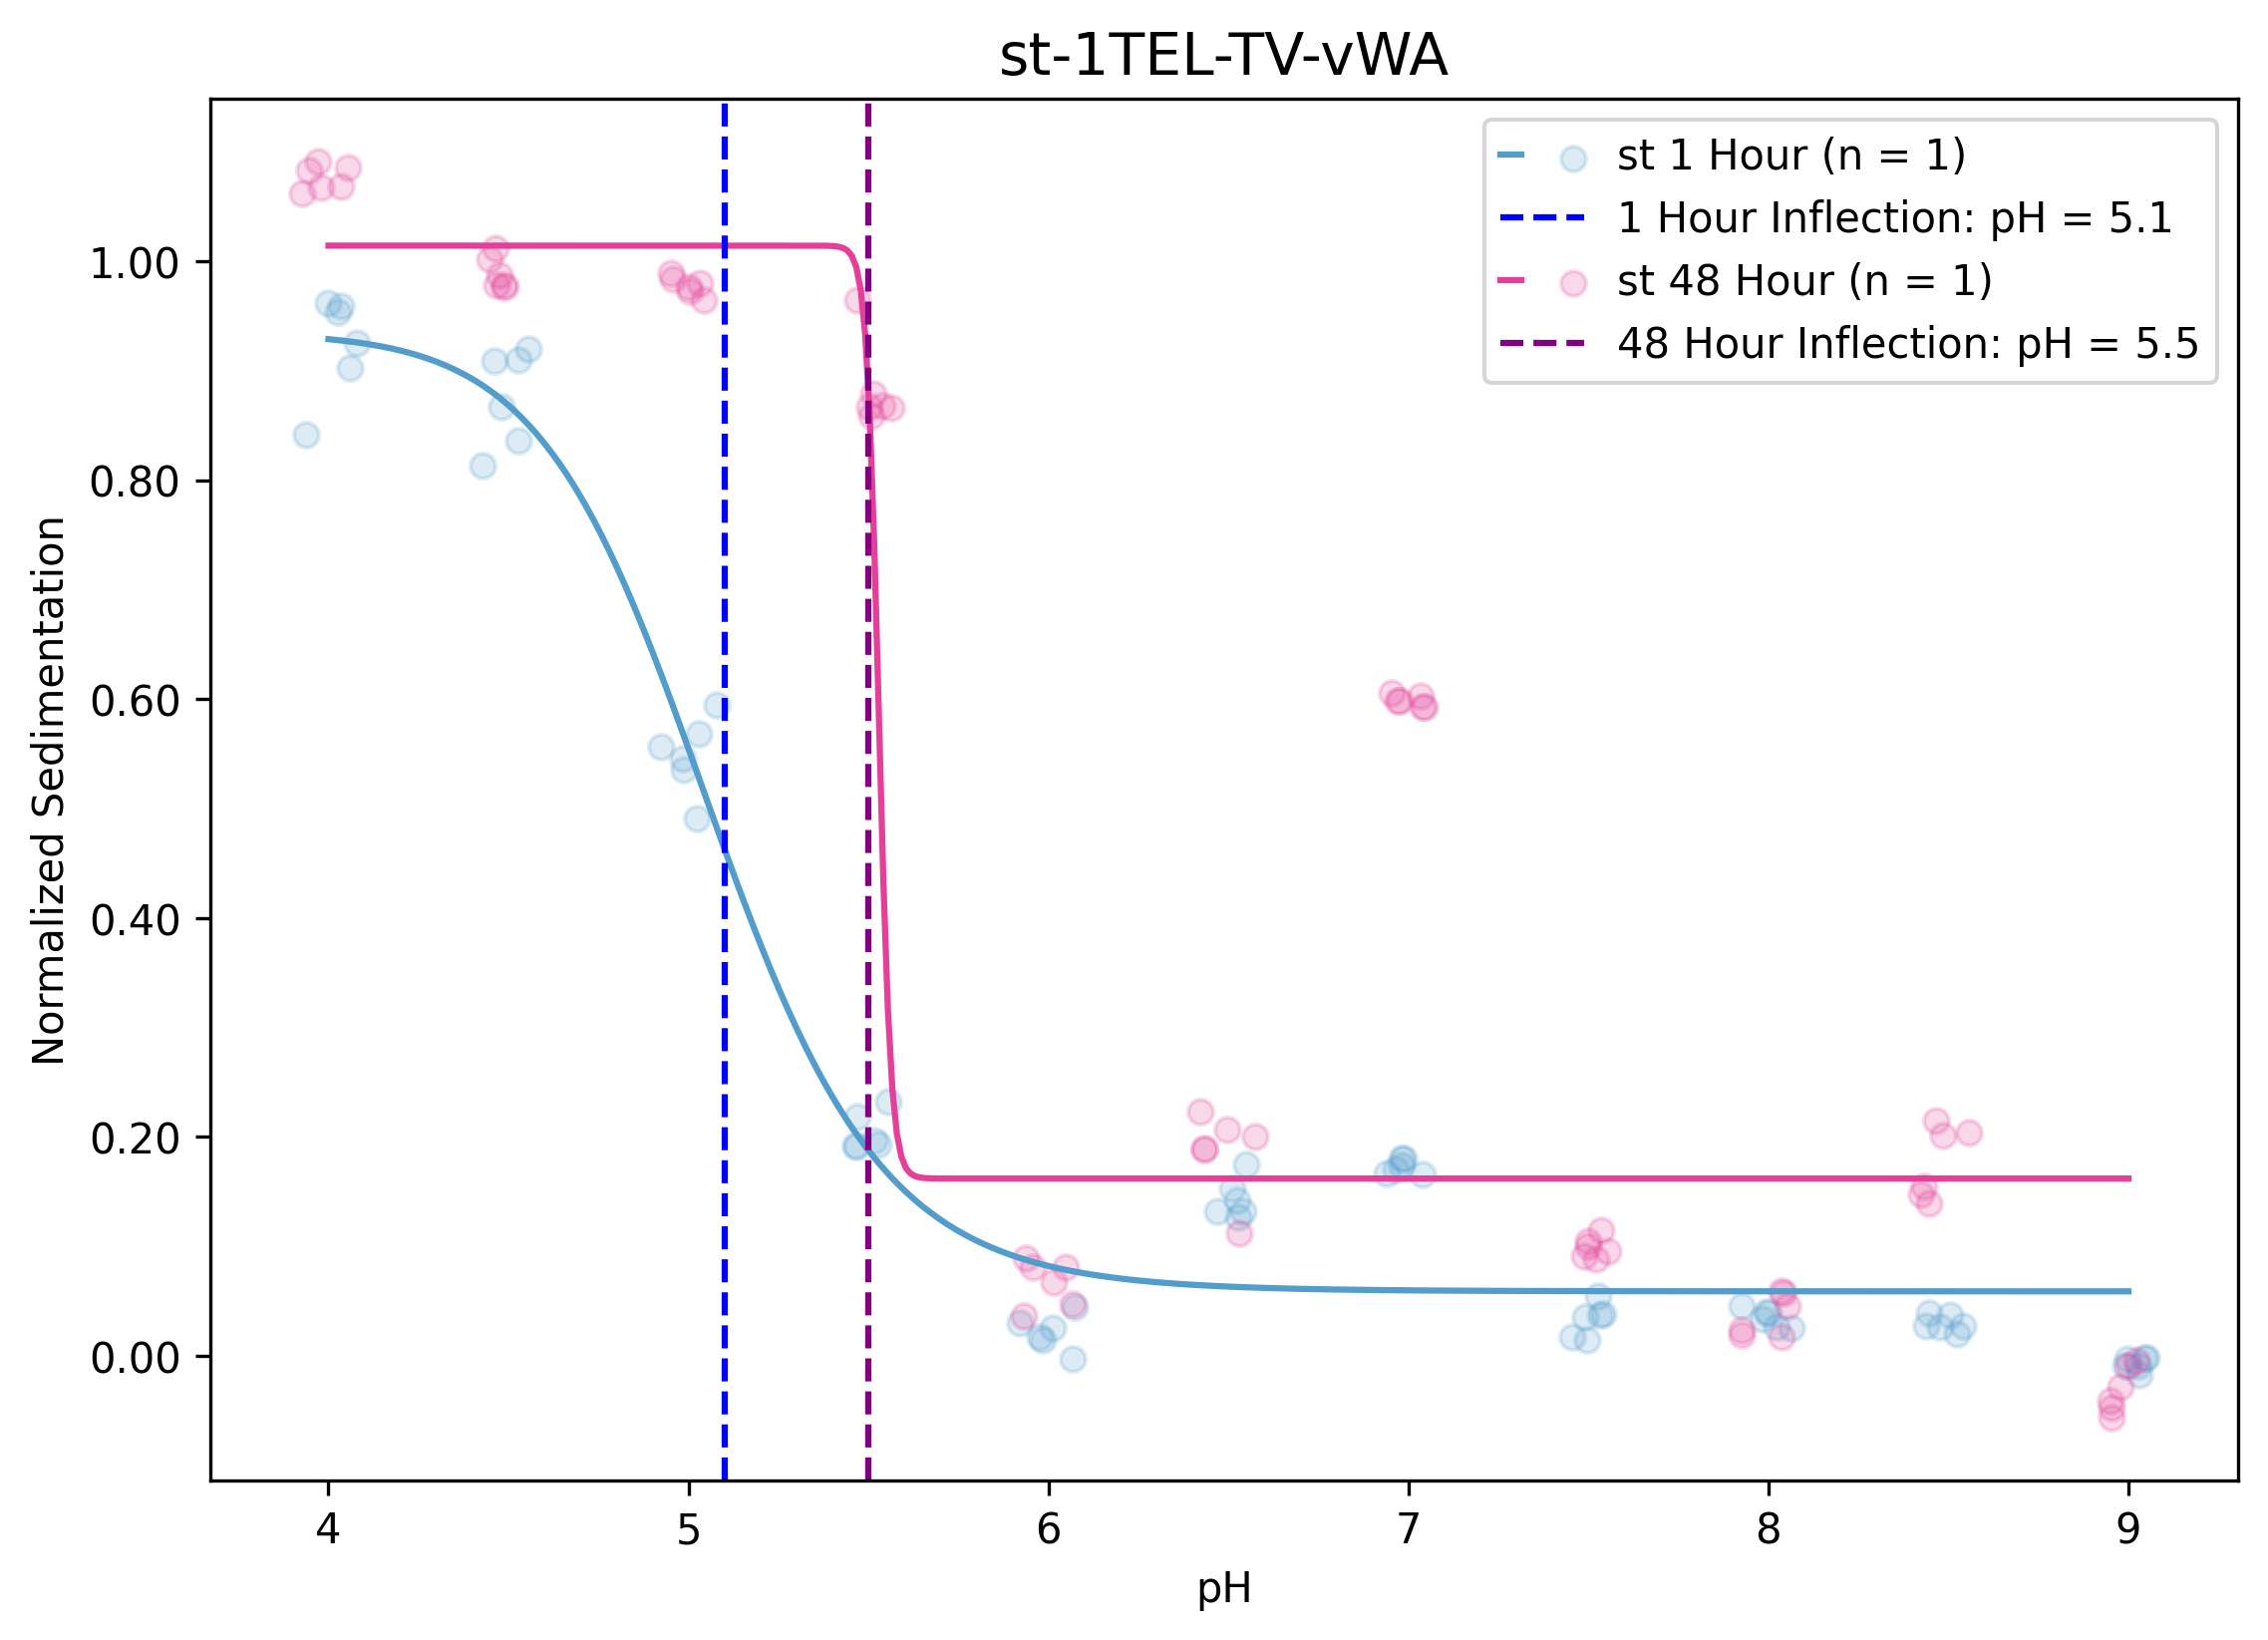 st-1TEL-TV-vWA
st 1 Hour (n = 1)
1 Hour Inflection: pH = 5.1
st 48 Hour (n = 1)
48 Hour Inflection: pH = 5.5
Normalized Sedimentation
1.00
0.80
0.60
0.40
0.20
0.00
4 5 6 7 8 9
pH